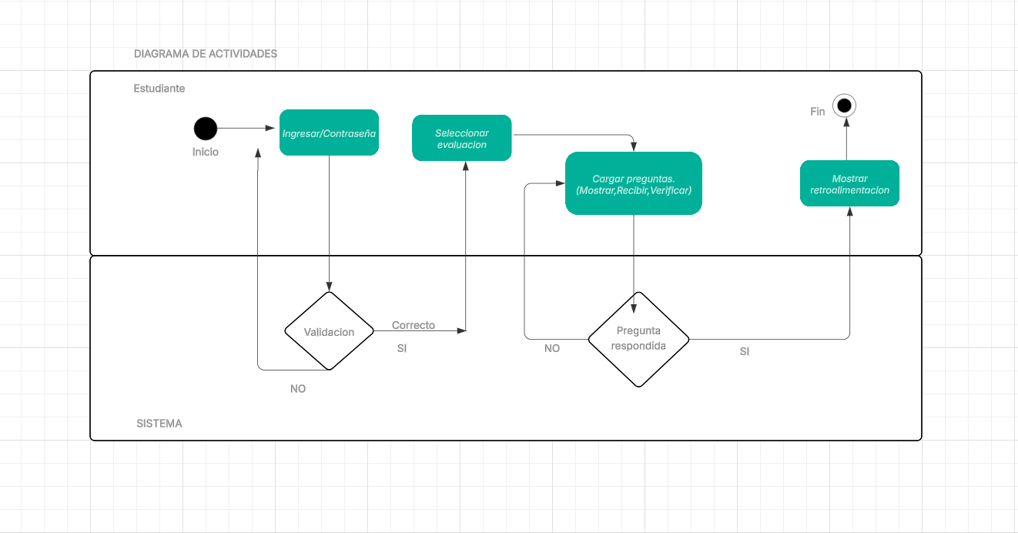 DIAGRAMA DE ACTIVIDADES
Estudiante
Inicio
Ingresar/Contraseña
Seleccionar
evaluacion
Cargar preguntas.
(Mostrar,Recibir,Verificar)
Fin
Mostrar
retroalimentacion
Validacion
Correcto
SI
NO
Pregunta
respondida
NO
SI
SISTEMA